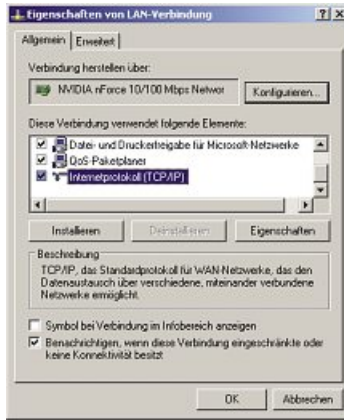 Eigenschaften von LAN-Verbindung
Allgemein Erweitert
Verbindung herstellen über:
NVIDIA nForce 10/100 Mbps Networ
Konfigurieren...
Diese Verbindung verwendet folgende Elemente:
Datei- und Druckerfreigabe für Microsoft-Netzwerke
QoS-Paketplaner
Internetprotokoll (TCP/IP)
Installieren Deinstallieren Eigenschaften
Beschreibung
TCP/IP, das Standardprotokoll für WAN-Netzwerke, das den
Datenaustausch über verschiedene, miteinander verbundene
Netzwerke ermöglicht.
Symbol bei Verbindung im Infobereich anzeigen
Benachrichtigen, wenn diese Verbindung eingeschränkte oder
keine Konnektivität besitzt
OK Abbrechen